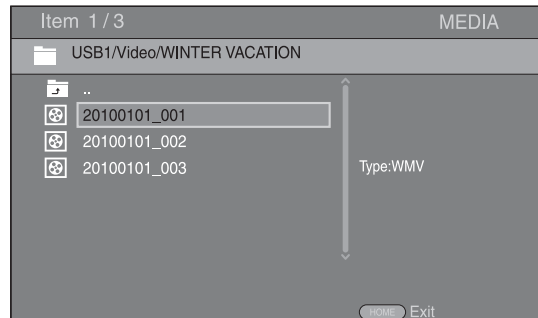 Item 1/3 MEDIA
USB1/Video/WINTER VACATION
..
20100101_001
20100101_002
20100101_003
Type:WMV
HOME Exit